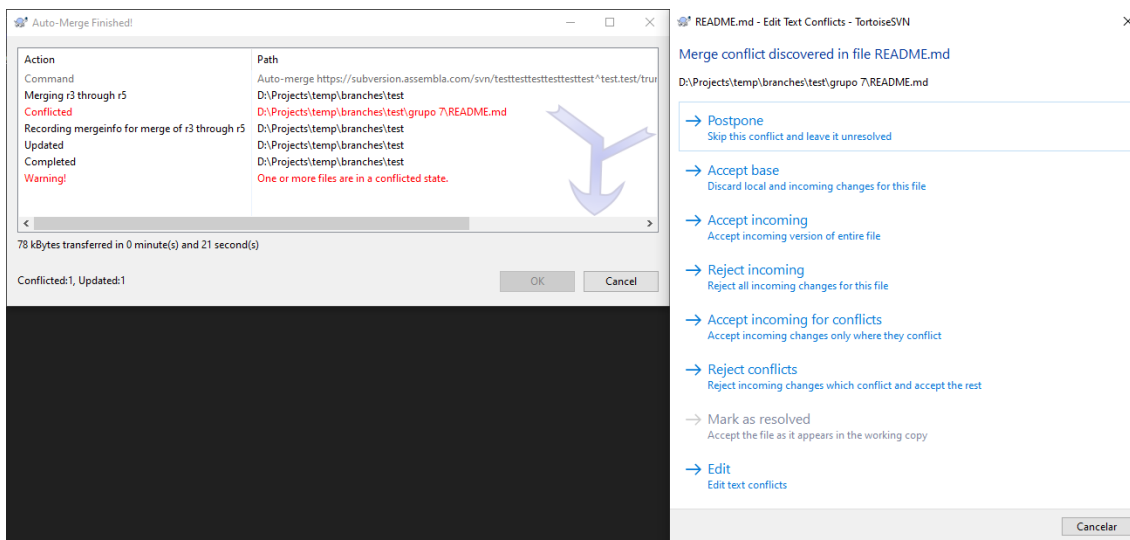 Auto-Merge Finished!
Action Path
Command Auto-merge https://subversion.assembla.com/svn/testtesttesttesttesttest^test.test/trur
Merging r3 through r5 D:\Projects\temp\branches\test
Conflicted D:\Projects\temp\branches\test\grupo 7\README.md
Recording mergeinfo for merge of r3 through r5 D:\Projects\temp\branches\test
Updated D:\Projects\temp\branches\test
Completed D:\Projects\temp\branches\test
Warning! One or more files are in a conflicted state.
78 kBytes transferred in 0 minute(s) and 21 second(s)
Conflicted:1, Updated:1
OK Cancel
README.md - Edit Text Conflicts - TortoiseSVN
Merge conflict discovered in file README.md
D:\Projects\temp\branches\test\grupo 7\README.md
Postpone
Skip this conflict and leave it unresolved
Accept base
Discard local and incoming changes for this file
Accept incoming
Accept incoming version of entire file
Reject incoming
Reject all incoming changes for this file
Accept incoming for conflicts
Accept incoming changes only where they conflict
Reject conflicts
Reject incoming changes which conflict and accept the rest
Mark as resolved
Accept the file as it appears in the working copy
Edit
Edit text conflicts
Cancelar